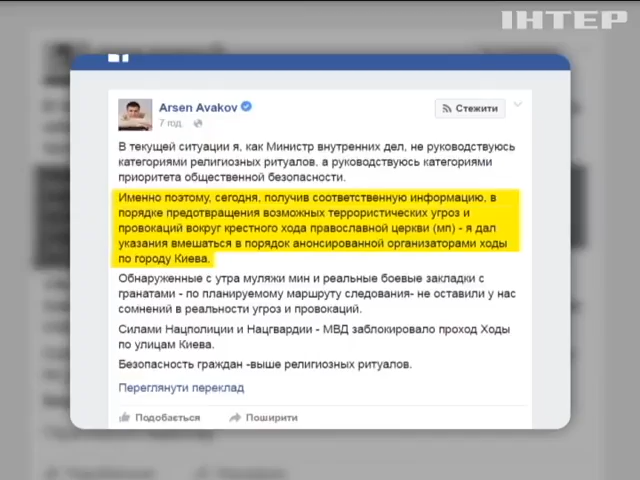 ІНТЕР
Arsen Avakov
Стежити
7 год.
В текущей ситуации я, как Министр внутренних дел, не руководствуюсь
категориями религиозных ритуалов, а руководствуюсь категориями
приоритета общественной безопасности.
Именно поэтому, сегодня, получив соответственную информацию, в
порядке предотвращения возможных террористических угроз и
провокаций вокруг крестного хода православной церкви (мп) - я дал
указания вмешаться в порядок анонсированной организаторами ходы
по городу Киева.
Обнаруженные с утра муляжи мин и реальные боевые закладки с
гранатами - по планируемому маршруту следования- не оставили у нас
сомнений в реальности угроз и провокаций.
Силами Нацполиции и Нацгвардии - МВД заблокировало проход Ходы
по улицам Киева.
Безопасность граждан -выше религиозных ритуалов.
Переглянути переклад
Подобається
Поширити